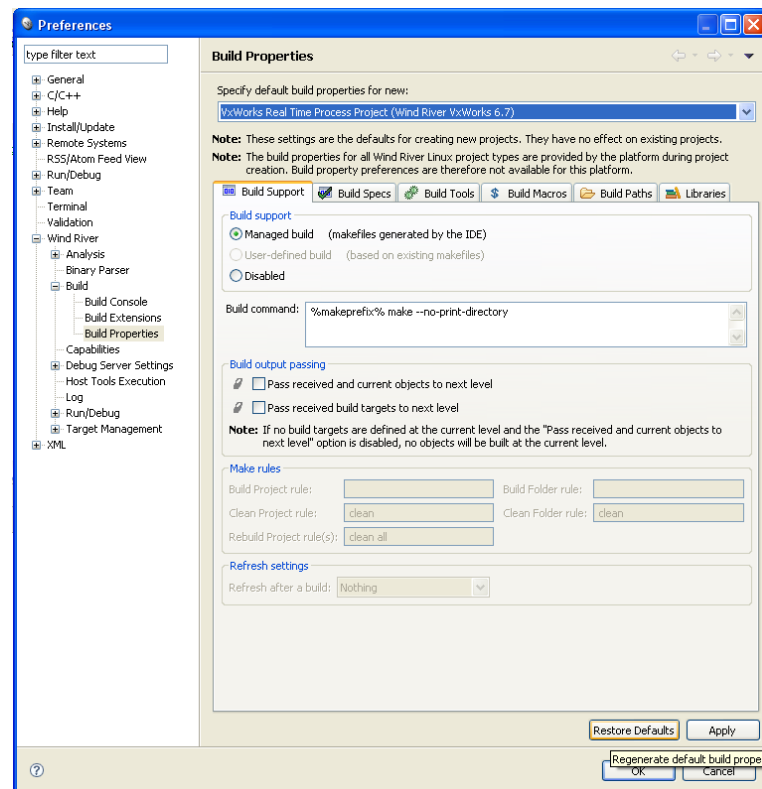 Preferences
type filter text
General
C/C++
Help
Install/Update
Remote Systems
RSS/Atom Feed View
Run/Debug
Team
Terminal
Validation
Wind River
Analysis
Binary Parser
Build
Build Console
Build Extensions
Build Properties
Capabilities
Debug Server Settings
Host Tools Execution
Log
Run/Debug
Target Management
XML
Build Properties
Specify default build properties for new:
VxWorks Real Time Process Project (Wind River VxWorks 6.7)
Note: These settings are the defaults for creating new projects. They have no effect on existing projects.
Note: The build properties for all Wind River Linux project types are provided by the platform during project
creation. Build property preferences are therefore not available for this platform.
Build Support Build Specs Build Tools $ Build Macros Build Paths Libraries
Build support
Managed build (makefiles generated by the IDE)
User-defined build (based on existing makefiles)
Disabled
Build command: %makeprefix% make --no-print-directory
Build output passing
Pass received and current objects to next level
Pass received build targets to next level
Note: If no build targets are defined at the current level and the "Pass received and current objects to
next level" option is disabled, no objects will be built at the current level.
Make rules
Build Project rule: Build Folder rule:
Clean Project rule: clean Clean Folder rule: clean
Rebuild Project rule(s): clean all
Refresh settings
Refresh after a build: Nothing
Restore Defaults Apply
Regenerate default build prope
OK Cancel